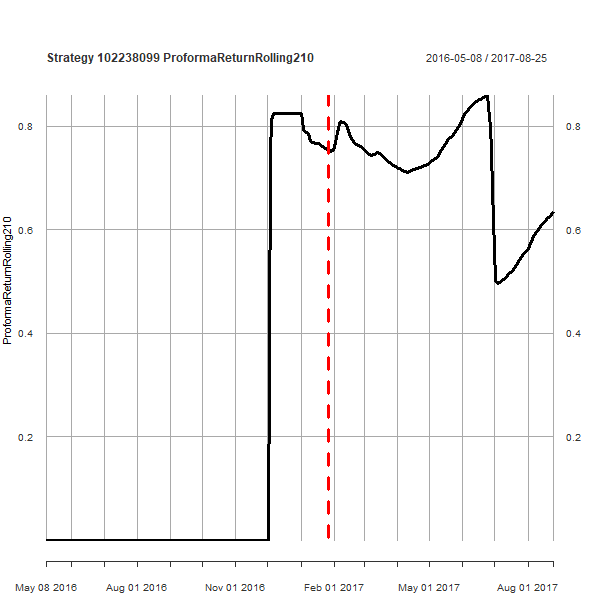 Strategy 102238099 ProformaReturnRolling210
2016-05-08 / 2017-08-25
ProformaReturnRolling210
0.8
0.8
0.6
0.6
0.4
0.4
0.2
0.2
May 08 2016
Aug 01 2016
Nov 01 2016
Feb 01 2017
May 01 2017
Aug 01 2017